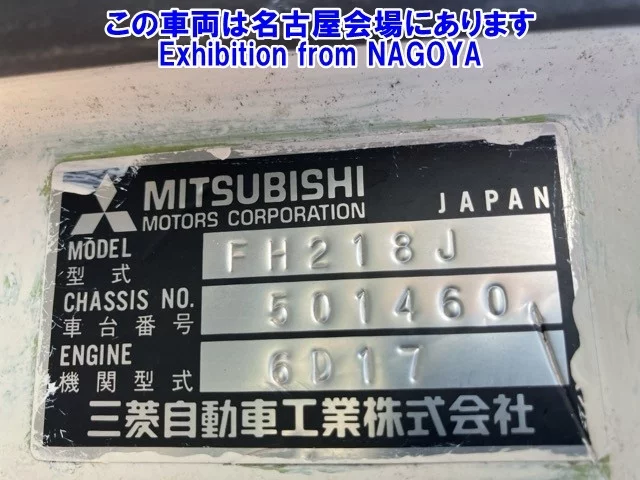 この車両は名古屋会場にあります
Exhibition from NAGOYA
MITSUBISHI
MOTORS CORPORATION JAPAN
MODEL
型式 FH218J
CHASSIS NO.
車台番号 501460
ENGINE
機関型式 6D17
三菱自動車工業株式会社